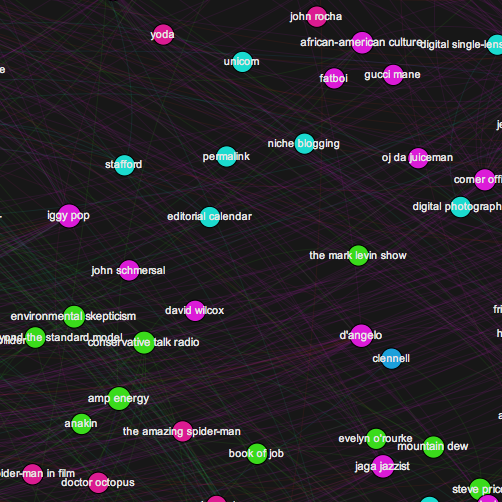 john rocha
yoda
african-american culture
digital single-lens
unicorn
e
fatboi
gucci mane
je
niche blogging
stafford
permalink
oj da juiceman
corner offi
iggy pop
editorial calendar
digital photograph
the mark levin show
john schmersal
environmental skepticism
david wilcox
fri
yond the standard model
conservative talk radio
d'angelo
h
clennell
amp energy
a
anakin
the amazing spider-man
evelyn o'rourke
mountain dew
book of job
jaga jazzist
ider-man in film
doctor octopus
steve price